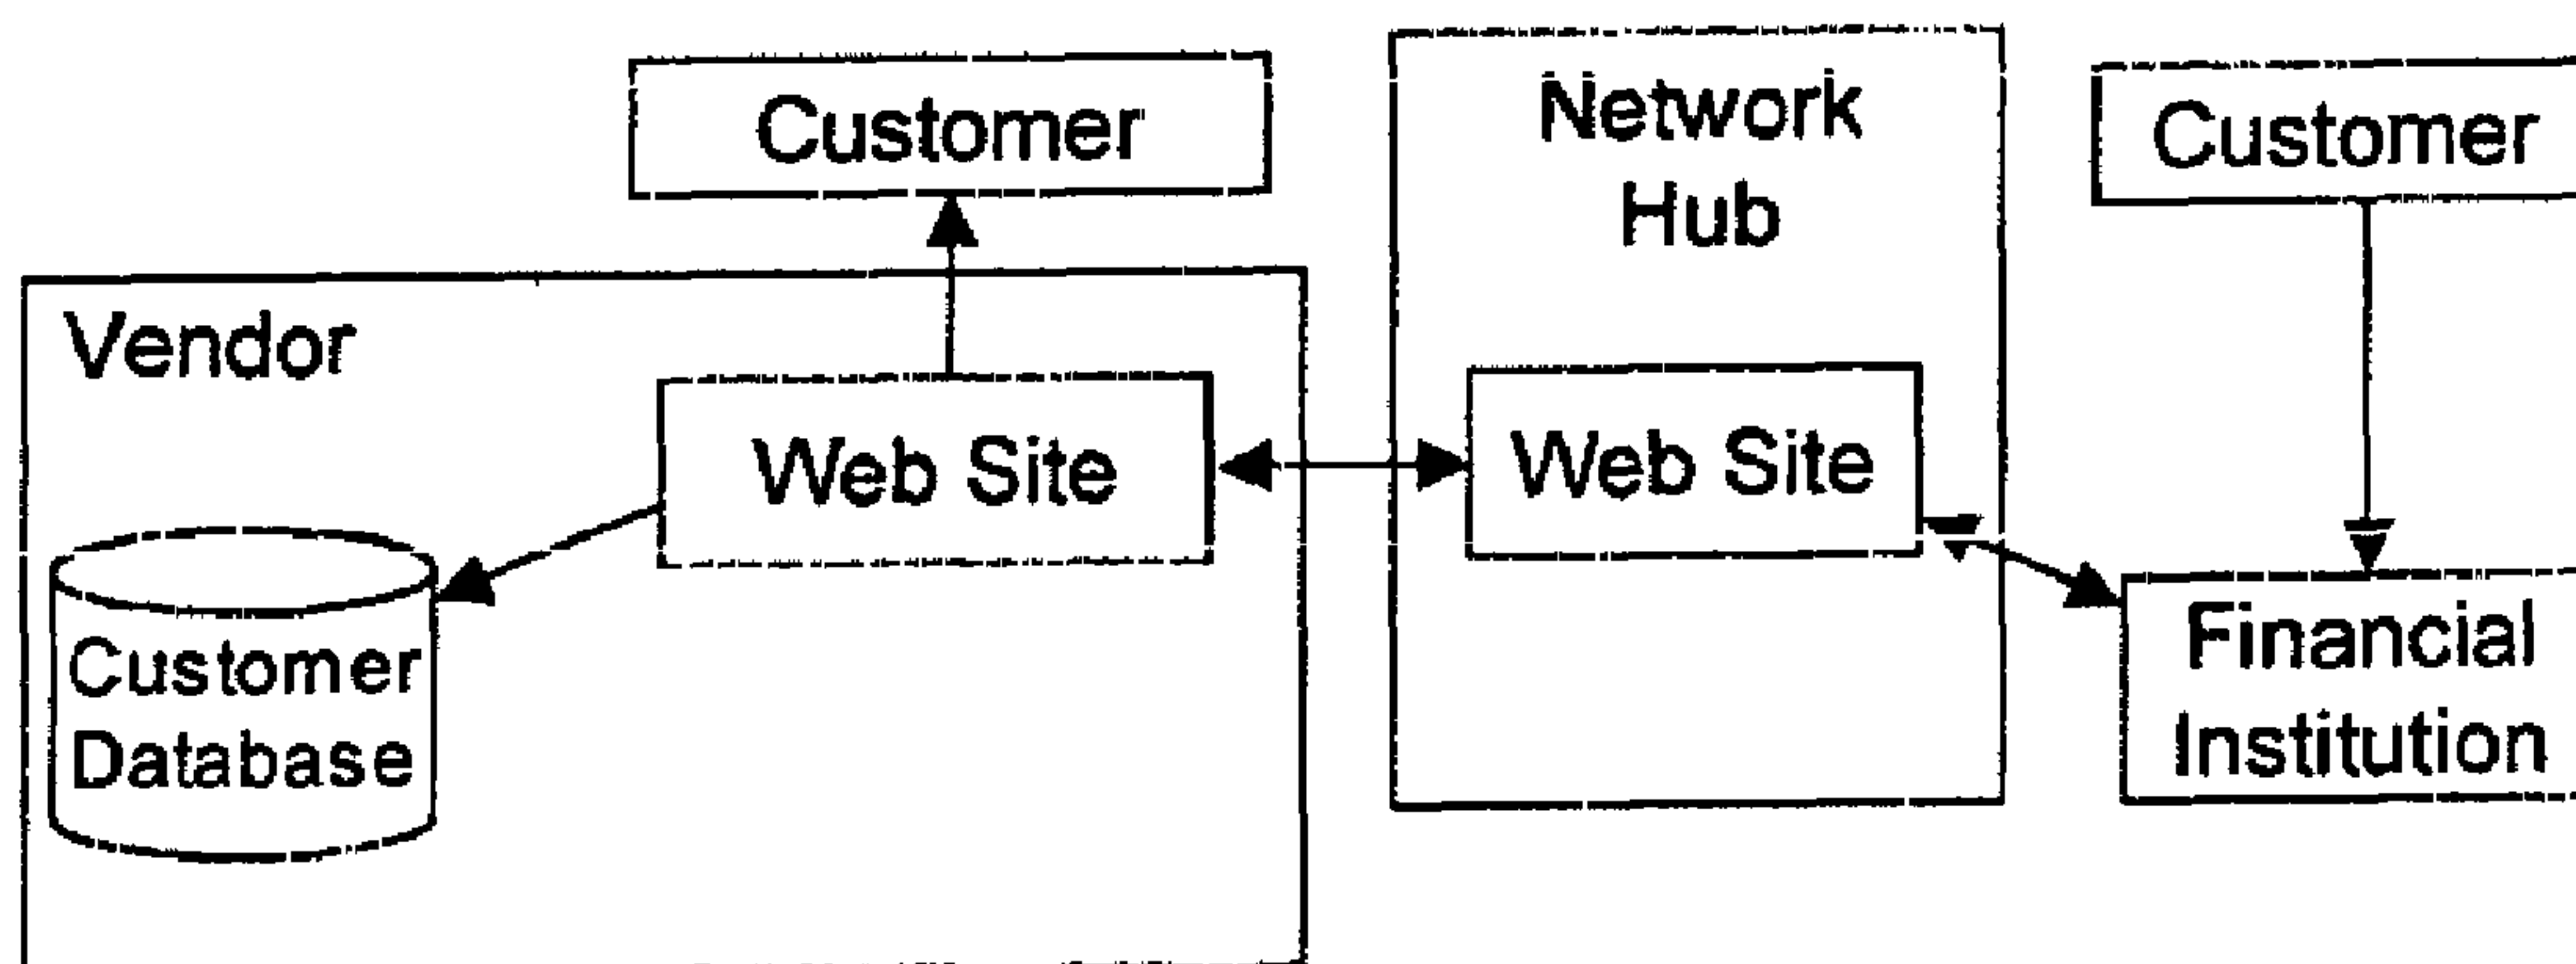 Customer
Network
Hub
Customer
Vendor
Web Site
Web Site
Customer
Database
Financial
Institution